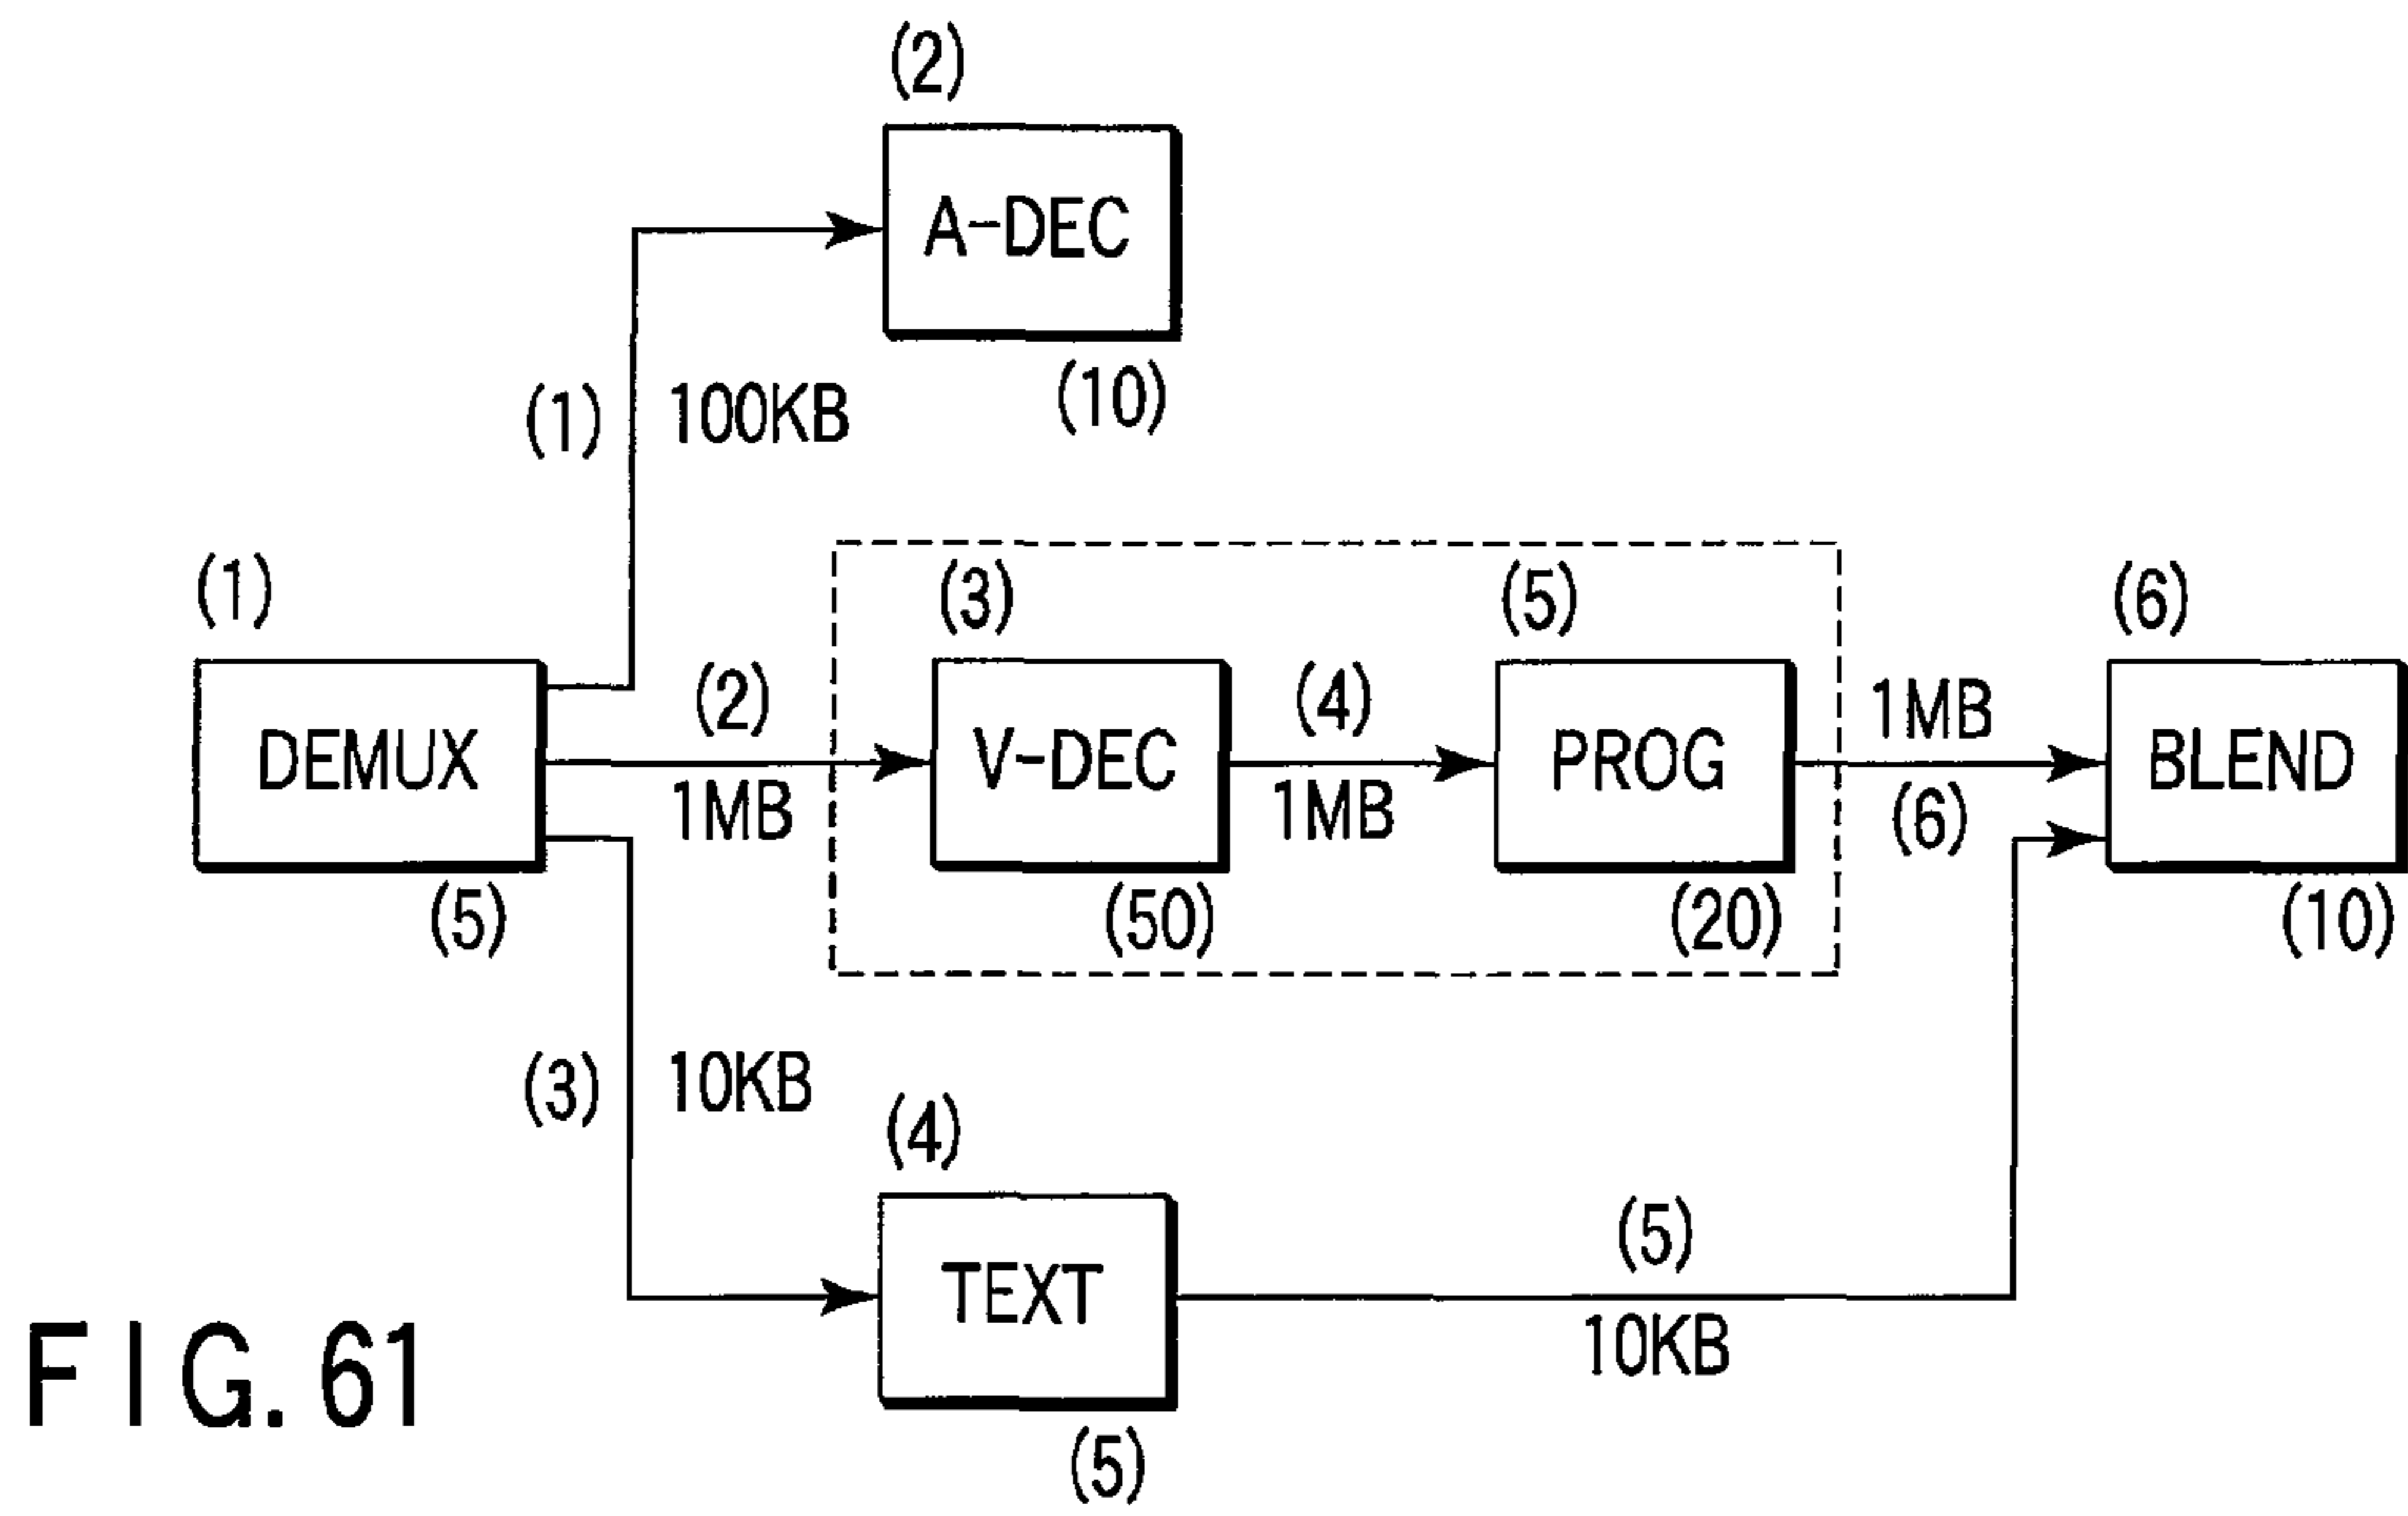 (2)
A-DEC
(10)
(1)
100KB
(1)
DEMUX
(5)
(2)
1MB
(3)
V-DEC
(50)
(4)
1MB
(5)
PROG
(20)
1MB
(6)
(6)
BLEND
(10)
(3)
10KB
(4)
TEXT
(5)
(5)
10KB
FIG. 61